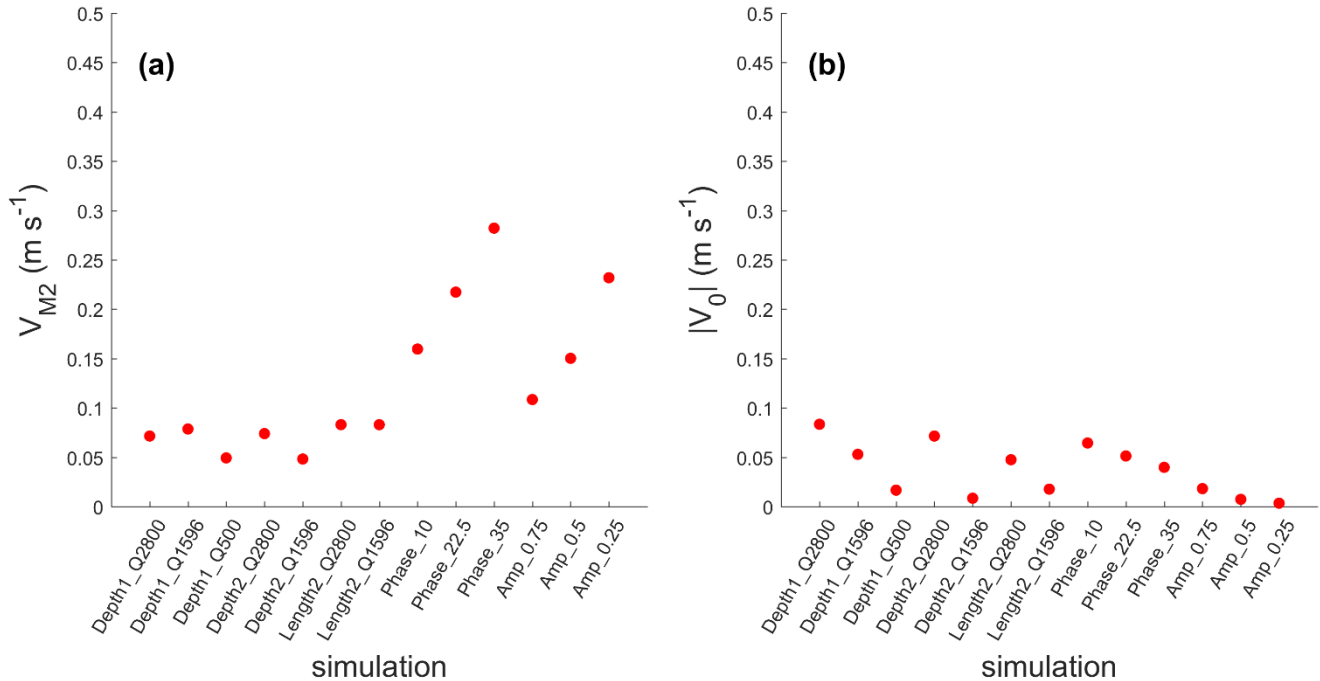 (a)
V_M2 (m s^-1)
0.5
0.45
0.4
0.35
0.3
0.25
0.2
0.15
0.1
0.05
0
Depth1_Q2800
Depth1_Q1596
Depth1_Q500
Depth2_Q2800
Depth2_Q1596
Length2_Q2800
Length2_Q1596
Phase_10
Phase_22.5
Phase_35
Amp_0.75
Amp_0.5
Amp_0.25
simulation
(b)
|V_0| (m s^-1)
0.5
0.45
0.4
0.35
0.3
0.25
0.2
0.15
0.1
0.05
0
Depth1_Q2800
Depth1_Q1596
Depth1_Q500
Depth2_Q2800
Depth2_Q1596
Length2_Q2800
Length2_Q1596
Phase_10
Phase_22.5
Phase_35
Amp_0.75
Amp_0.5
Amp_0.25
simulation